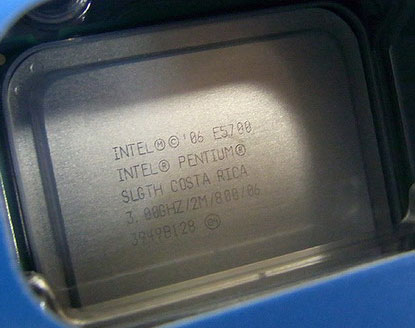 INTEL Ⓜ © '06 E5700
INTEL ® PENTIUM ®
SLGTH COSTA RICA
3.00GHZ/2M/800/06